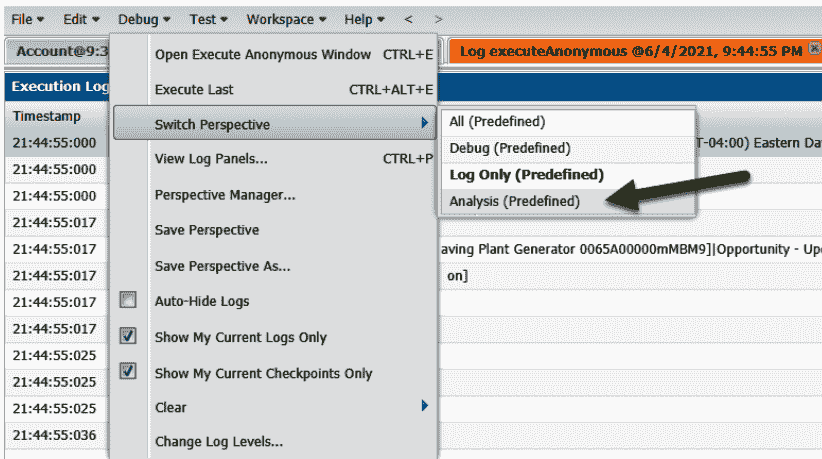 File Edit Debug Test Workspace Help < >
Account@9:3
Log executeAnonymous @6/4/2021, 9:44:55 PM
Execution Log
Timestamp
21:44:55:000
21:44:55:000
21:44:55:000
21:44:55:017
21:44:55:017
21:44:55:017
21:44:55:017
21:44:55:017
21:44:55:025
21:44:55:025
21:44:55:025
21:44:55:036
Open Execute Anonymous Window CTRL+E
Execute Last CTRL+ALT+E
Switch Perspective
View Log Panels... CTRL+P
Perspective Manager...
Save Perspective
Save Perspective As...
Auto-Hide Logs
Show My Current Logs Only
Show My Current Checkpoints Only
Clear
Change Log Levels...
All (Predefined)
Debug (Predefined)
Log Only (Predefined)
Analysis (Predefined)
T-04:00) Eastern Da
aving Plant Generator 0065A00000mMBM9]|Opportunity - Up
on]